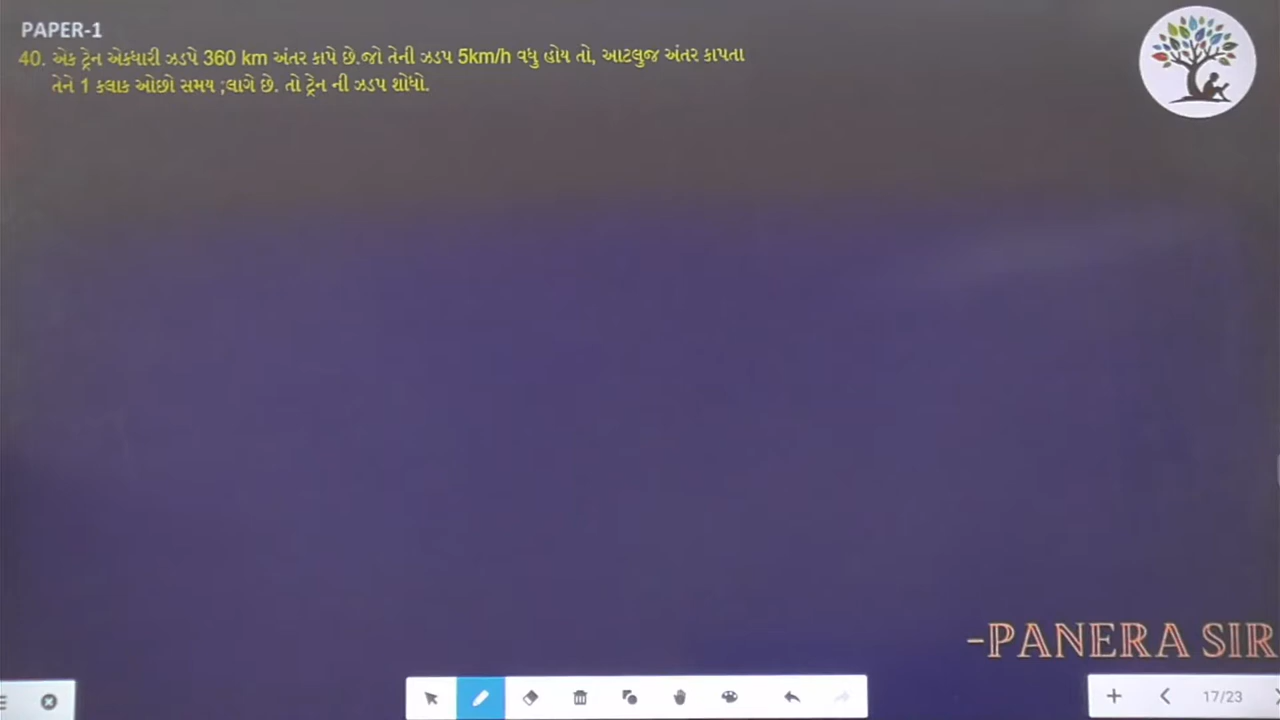 PAPER-1
40. એક ટ્રેન એકધારી ઝડપે 360 km અંતર કાપે છે.જો તેની ઝડપ 5km/h વધુ હોય તો, આટલુજ અંતર કાપતા
તેને 1 કલાક ઓછો સમય ;લાગે છે. તો ટ્રેન ની ઝડપ શોધો.
-PANERA SIR
17/23